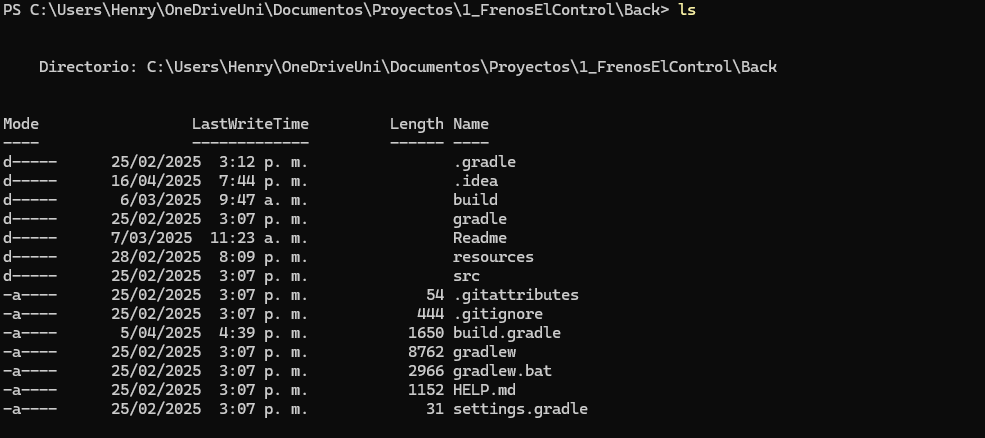 PS C:\Users\Henry\OneDriveUni\Documentos\Proyectos\1_FrenosElControl\Back> ls
Directorio: C:\Users\Henry\OneDriveUni\Documentos\Proyectos\1_FrenosElControl\Back
Mode                 LastWriteTime         Length Name
----                 -------------         ------ ----
d-----      25/02/2025  3:12 p. m.                .gradle
d-----      16/04/2025  7:44 p. m.                .idea
d-----       6/03/2025  9:47 a. m.                build
d-----      25/02/2025  3:07 p. m.                gradle
d-----      7/03/2025  11:23 a. m.                Readme
d-----      28/02/2025  8:09 p. m.                resources
d-----      25/02/2025  3:07 p. m.                src
-a----      25/02/2025  3:07 p. m.             54 .gitattributes
-a----      25/02/2025  3:07 p. m.            444 .gitignore
-a----       5/04/2025  4:39 p. m.           1650 build.gradle
-a----      25/02/2025  3:07 p. m.           8762 gradlew
-a----      25/02/2025  3:07 p. m.           2966 gradlew.bat
-a----      25/02/2025  3:07 p. m.           1152 HELP.md
-a----      25/02/2025  3:07 p. m.             31 settings.gradle